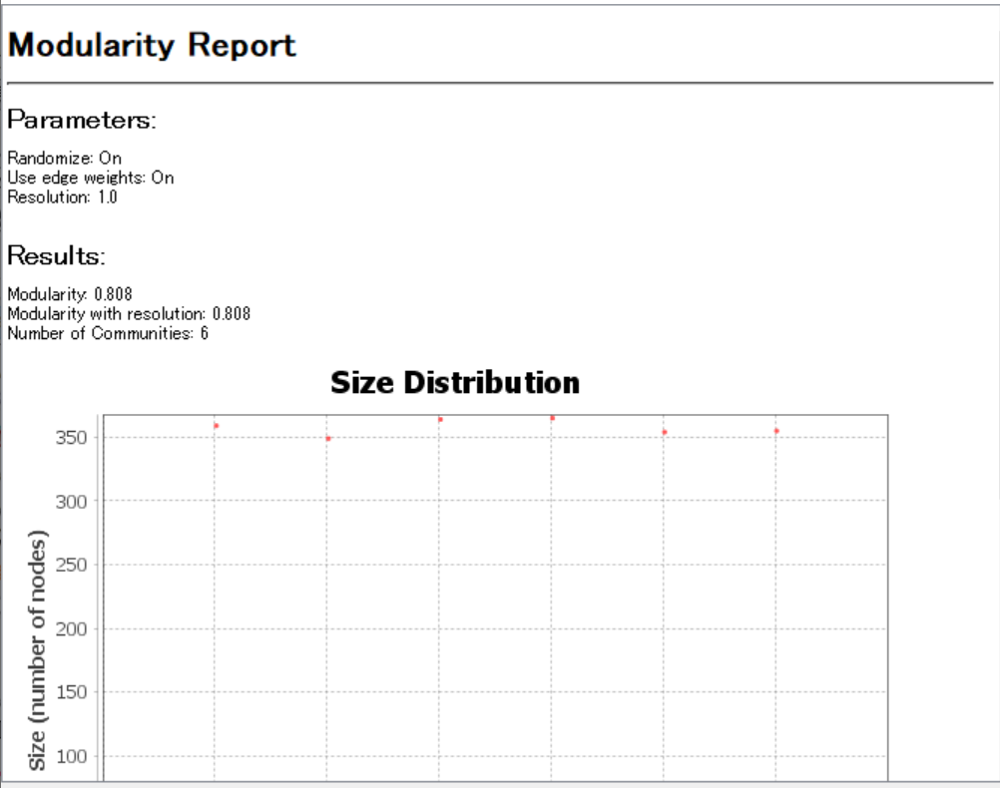 Modularity Report
Parameters:
Randomize: On
Use edge weights: On
Resolution: 1.0
Results:
Modularity: 0.808
Modularity with resolution: 0.808
Number of Communities: 6
Size Distribution
350
300
250
200
150
100
Size (number of nodes)